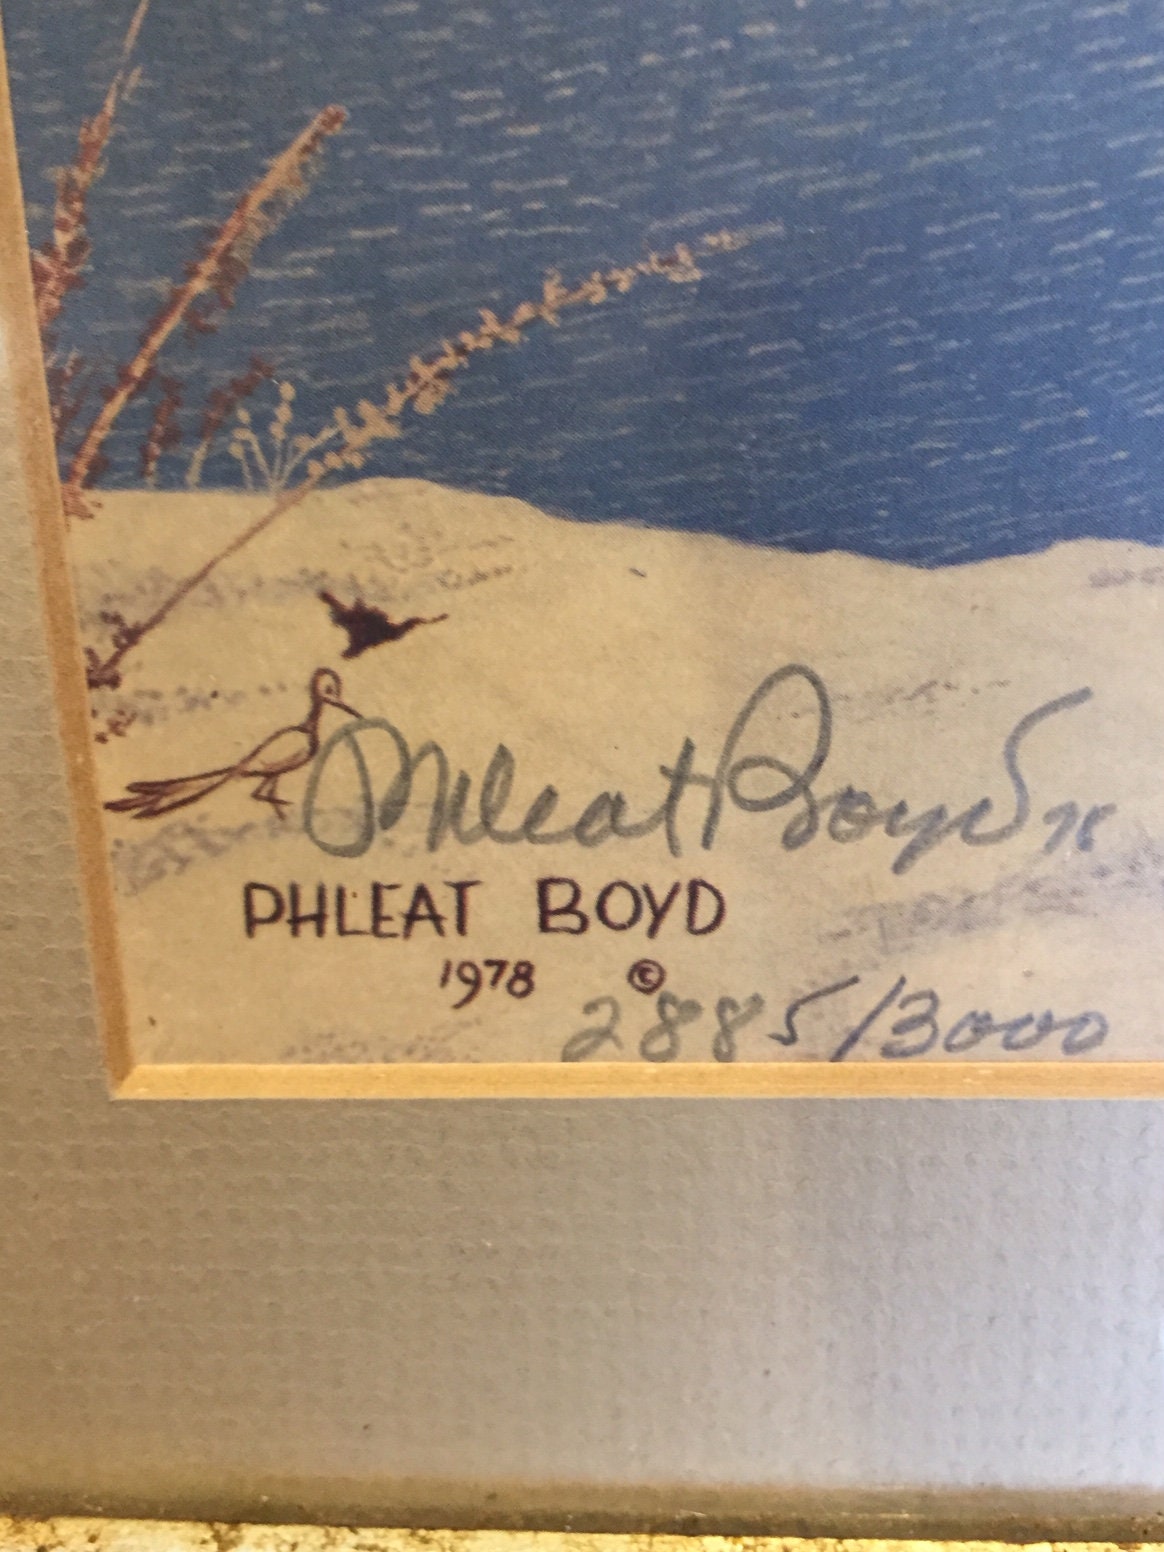 Phleat Boyd 78
PHLEAT BOYD
1978 ©
2885/3000